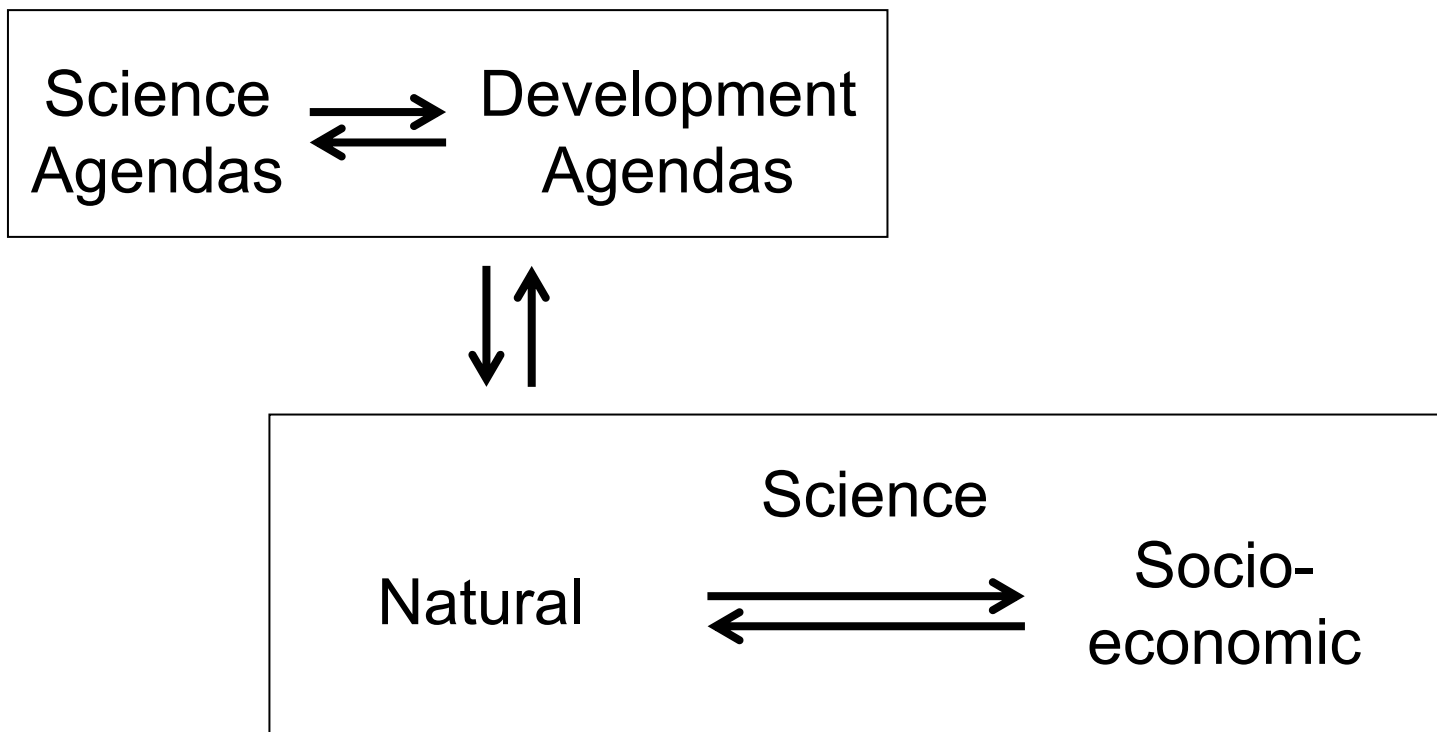 Science
Agendas
Development
Agendas
Science
Natural
Socio-
economic